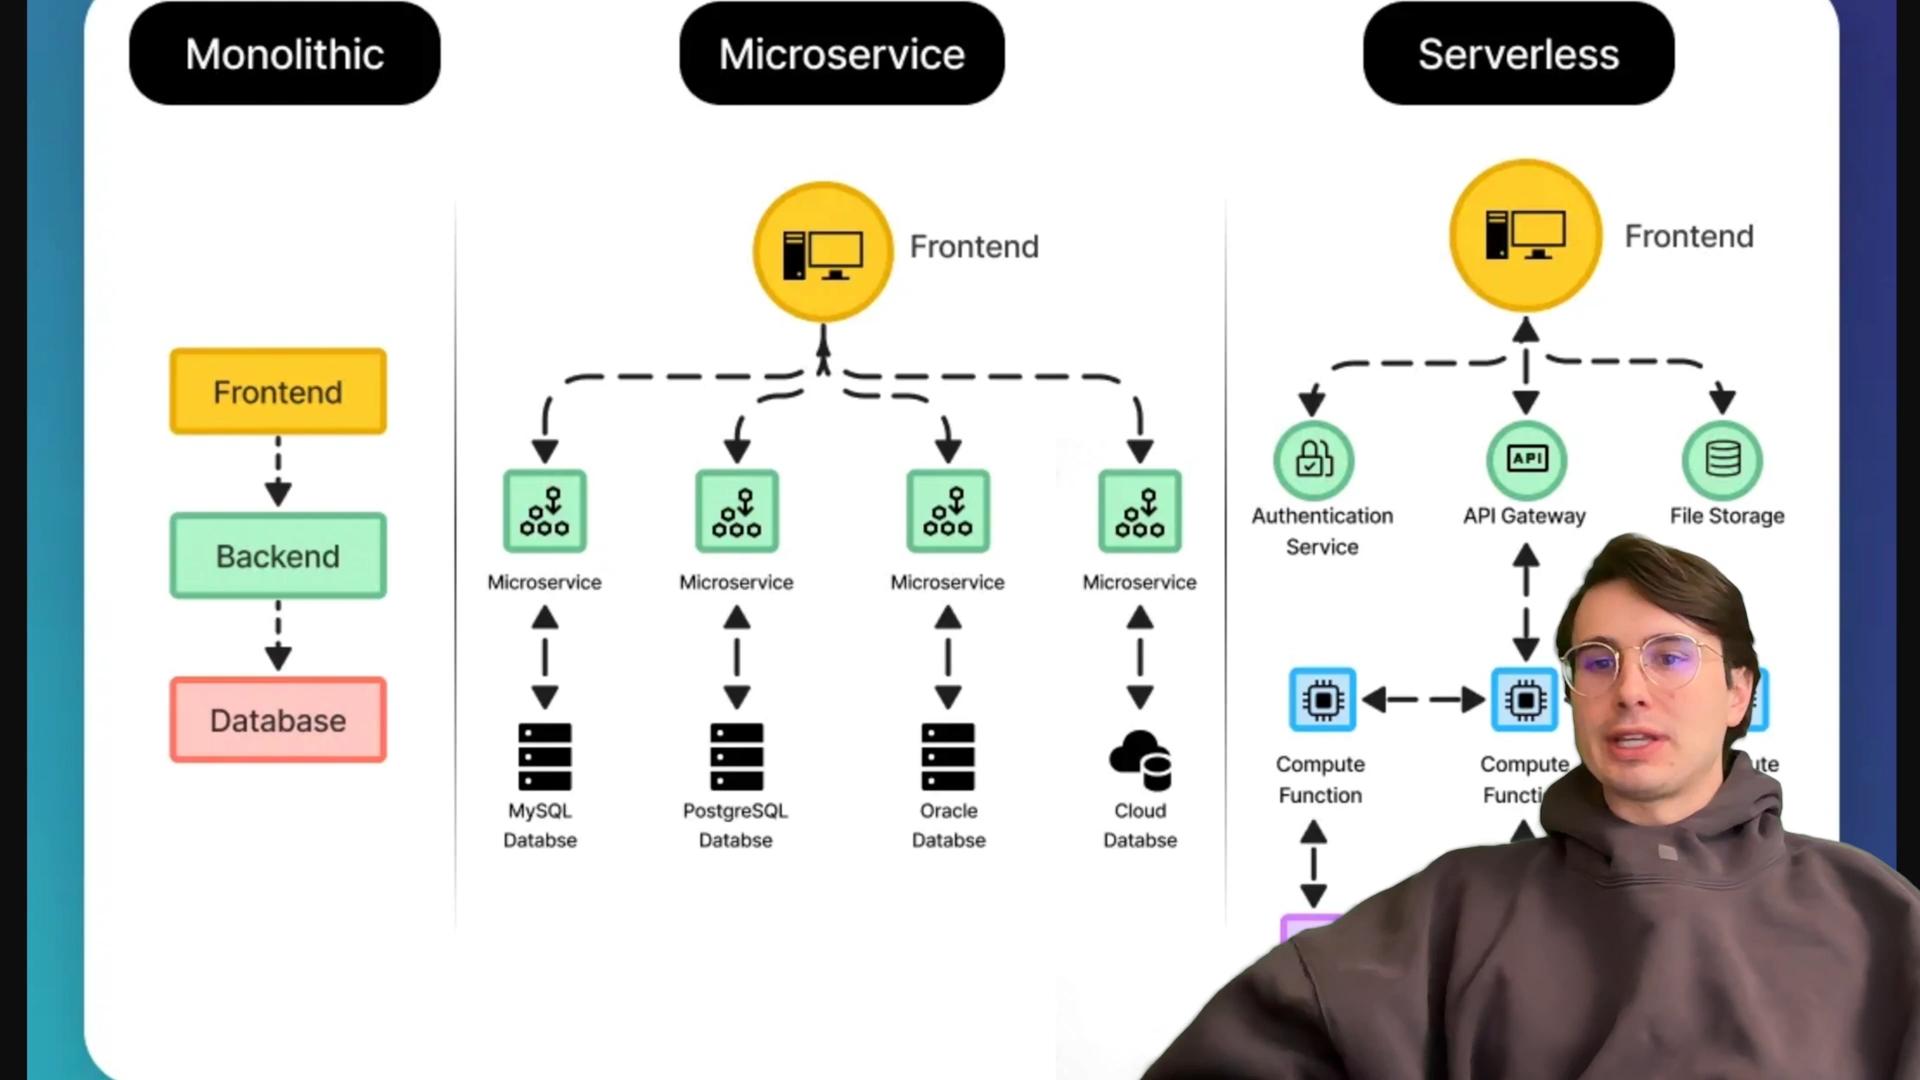 Monolithic
Microservice
Serverless
Frontend
Backend
Database
Frontend
Microservice
Microservice
Microservice
Microservice
MySQL
Databse
PostgreSQL
Databse
Oracle
Databse
Cloud
Databse
Frontend
API
Authentication
Service
API Gateway
File Storage
Compute
Function
Compute